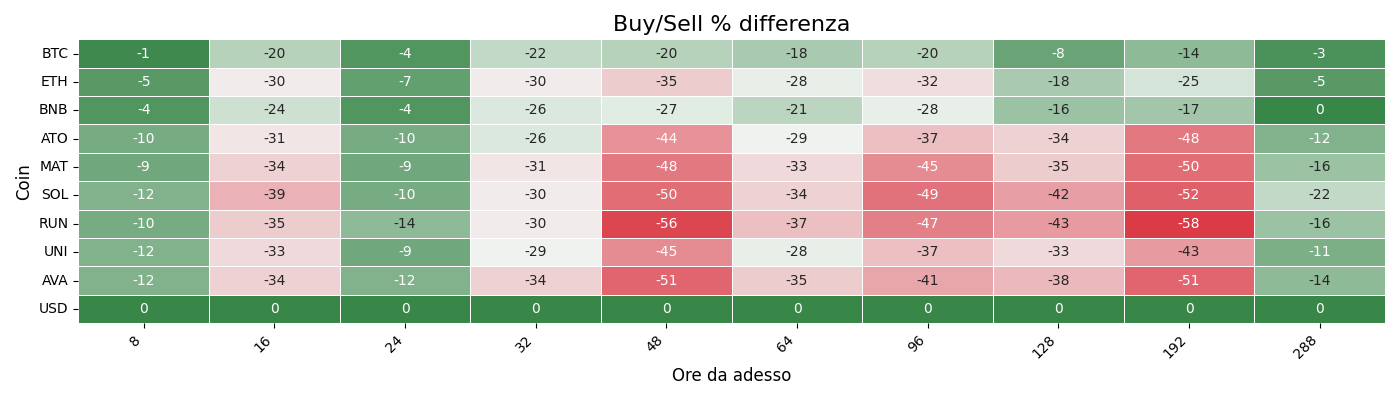 Buy/Sell % differenza
Coin
BTC -1 -20 -4 -22 -20 -18 -20 -8 -14 -3
ETH -5 -30 -7 -30 -35 -28 -32 -18 -25 -5
BNB -4 -24 -4 -26 -27 -21 -28 -16 -17 0
ATO -10 -31 -10 -26 -44 -29 -37 -34 -48 -12
MAT -9 -34 -9 -31 -48 -33 -45 -35 -50 -16
SOL -12 -39 -10 -30 -50 -34 -49 -42 -52 -22
RUN -10 -35 -14 -30 -56 -37 -47 -43 -58 -16
UNI -12 -33 -9 -29 -45 -28 -37 -33 -43 -11
AVA -12 -34 -12 -34 -51 -35 -41 -38 -51 -14
USD 0 0 0 0 0 0 0 0 0 0
8 16 24 32 48 64 96 128 192 288
Ore da adesso